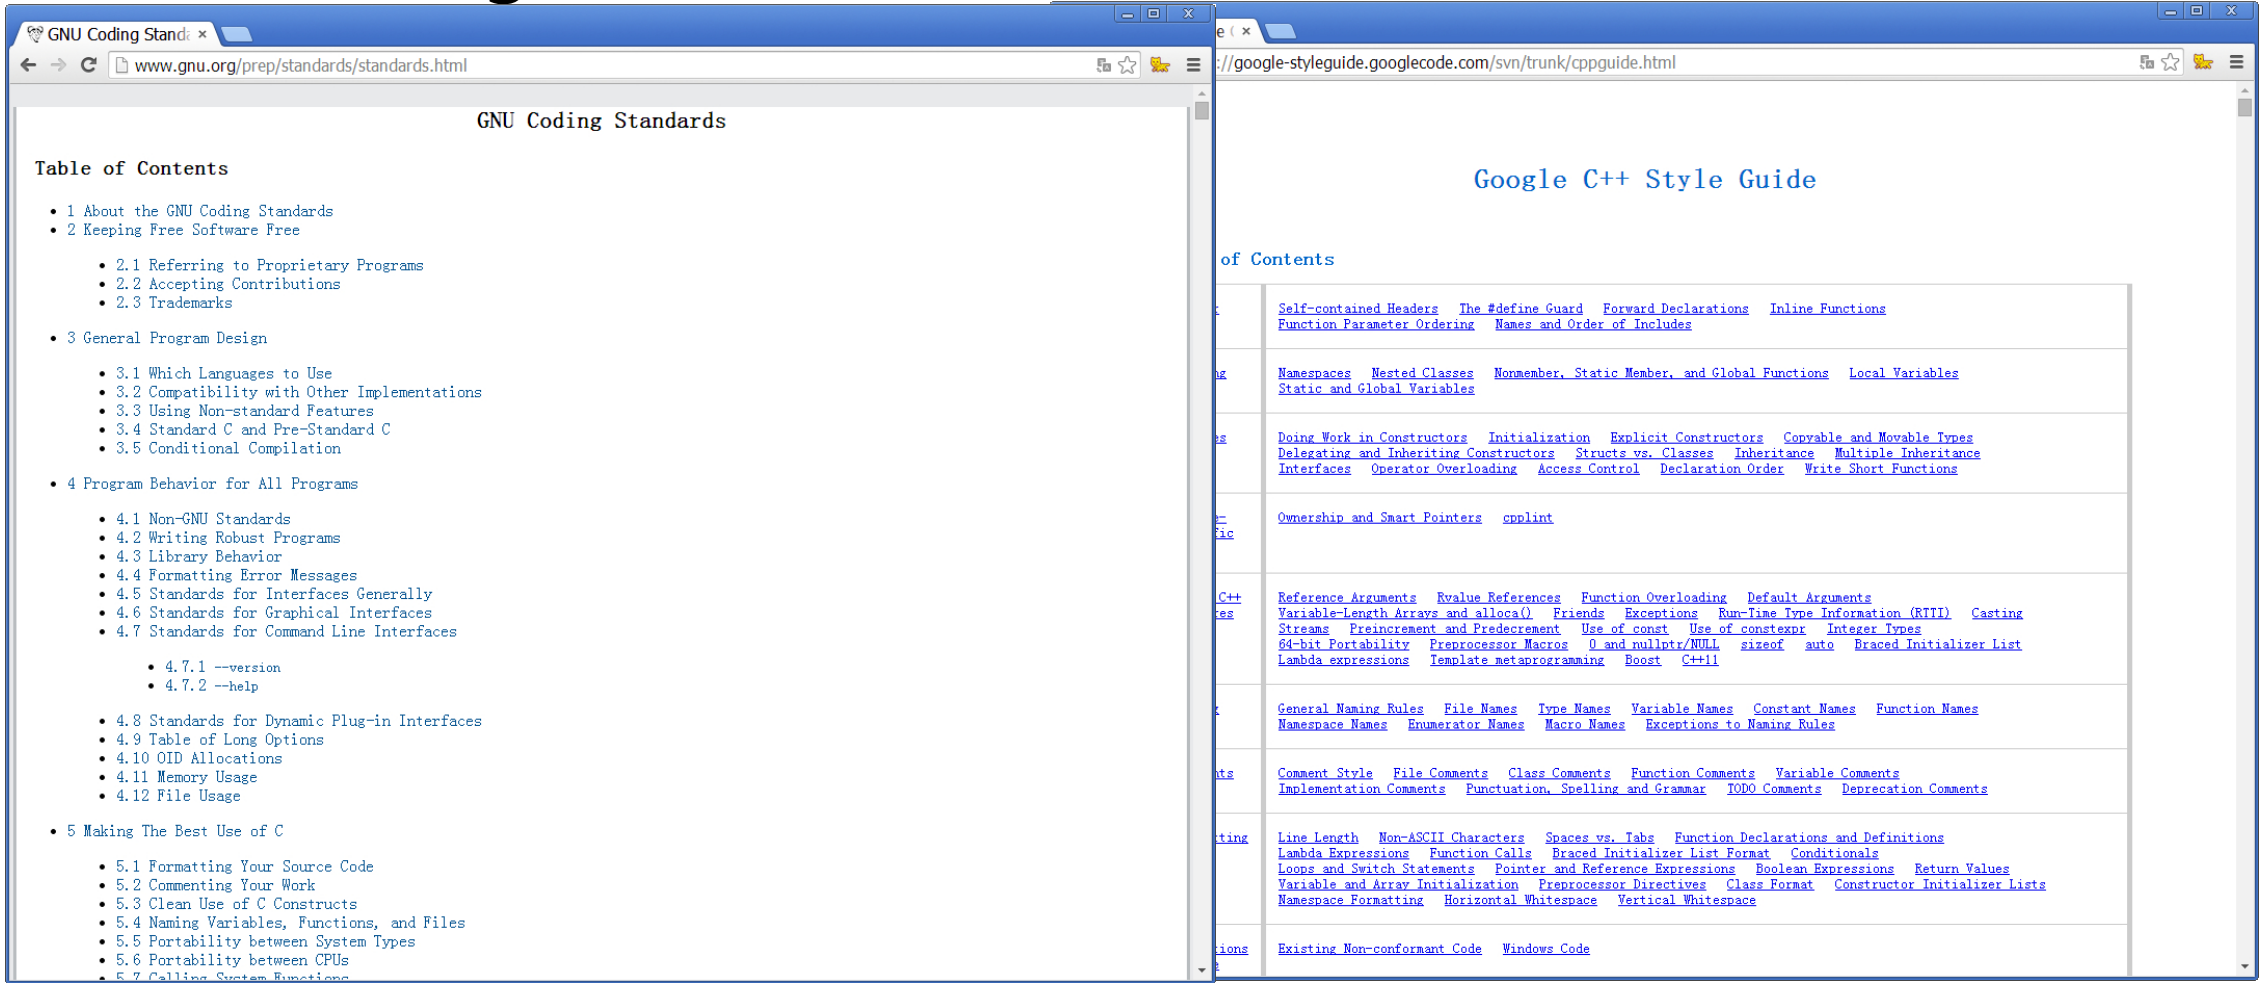 GNU Coding Standa
www.gnu.org/prep/standards/standards.html
GNU Coding Standards
Table of Contents
1 About the GNU Coding Standards
2 Keeping Free Software Free
2.1 Referring to Proprietary Programs
2.2 Accepting Contributions
2.3 Trademarks
3 General Program Design
3.1 Which Languages to Use
3.2 Compatibility with Other Implementations
3.3 Using Non-standard Features
3.4 Standard C and Pre-Standard C
3.5 Conditional Compilation
4 Program Behavior for All Programs
4.1 Non-GNU Standards
4.2 Writing Robust Programs
4.3 Library Behavior
4.4 Formatting Error Messages
4.5 Standards for Interfaces Generally
4.6 Standards for Graphical Interfaces
4.7 Standards for Command Line Interfaces
4.7.1 --version
4.7.2 --help
4.8 Standards for Dynamic Plug-in Interfaces
4.9 Table of Long Options
4.10 OID Allocations
4.11 Memory Usage
4.12 File Usage
5 Making The Best Use of C
5.1 Formatting Your Source Code
5.2 Commenting Your Work
5.3 Clean Use of C Constructs
5.4 Naming Variables, Functions, and Files
5.5 Portability between System Types
5.6 Portability between CPUs
5.7 Calling System Functions
e (
://google-styleguide.googlecode.com/svn/trunk/cppguide.html
Google C++ Style Guide
of Contents
Self-contained Headers The #define Guard Forward Declarations Inline Functions
Function Parameter Ordering Names and Order of Includes
ng Namespaces Nested Classes Nonmember, Static Member, and Global Functions Local Variables
Static and Global Variables
es Doing Work in Constructors Initialization Explicit Constructors Copyable and Movable Types
Delegating and Inheriting Constructors Structs vs. Classes Inheritance Multiple Inheritance
Interfaces Operator Overloading Access Control Declaration Order Write Short Functions
Ownership and Smart Pointers cpplint
fic
C++ Reference Arguments Rvalue References Function Overloading Default Arguments
res Variable-Length Arrays and alloca() Friends Exceptions Run-Time Type Information (RTTI) Casting
Streams Preincrement and Predecrement Use of const Use of constexpr Integer Types
64-bit Portability Preprocessor Macros 0 and nullptr/NULL sizeof auto Braced Initializer List
Lambda expressions Template metaprogramming Boost C++11
General Naming Rules File Names Type Names Variable Names Constant Names Function Names
Namespace Names Enumerator Names Macro Names Exceptions to Naming Rules
nts Comment Style File Comments Class Comments Function Comments Variable Comments
Implementation Comments Punctuation, Spelling and Grammar TODO Comments Deprecation Comments
tting Line Length Non-ASCII Characters Spaces vs. Tabs Function Declarations and Definitions
Lambda Expressions Function Calls Braced Initializer List Format Conditionals
Loops and Switch Statements Pointer and Reference Expressions Boolean Expressions Return Values
Variable and Array Initialization Preprocessor Directives Class Format Constructor Initializer Lists
Namespace Formatting Horizontal Whitespace Vertical Whitespace
ions Existing Non-conformant Code Windows Code